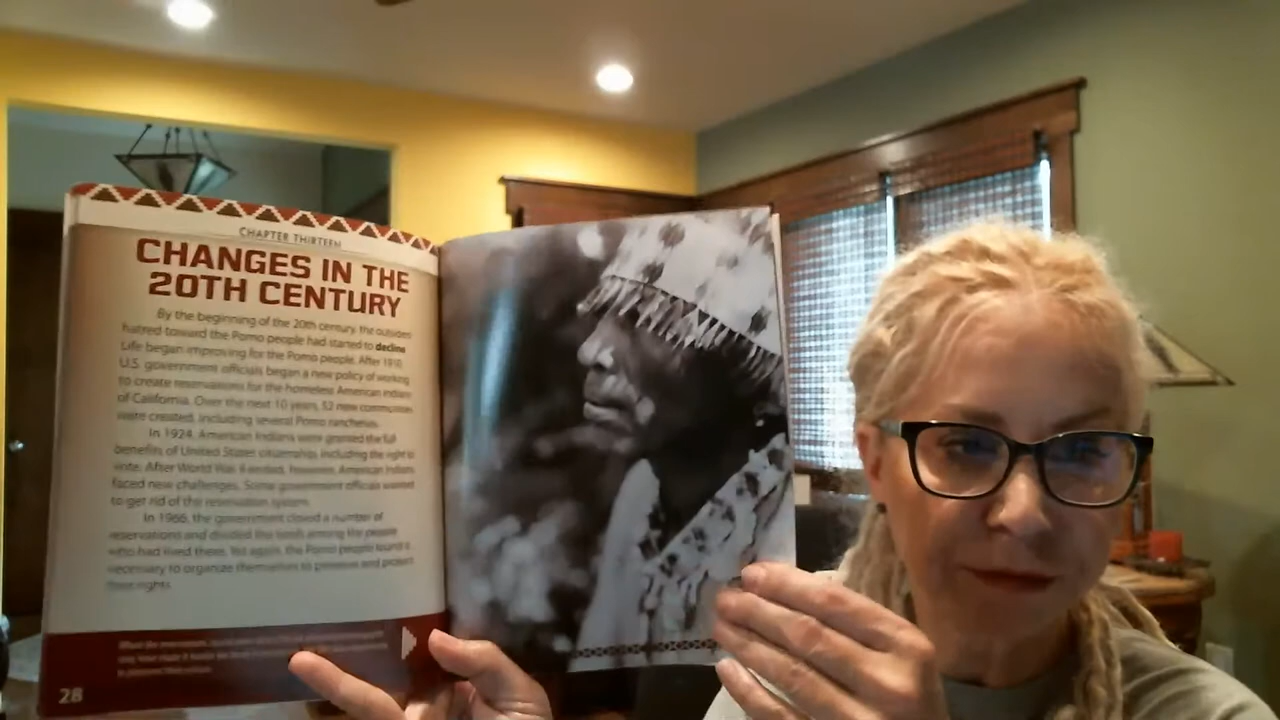 CHAPTER THIRTEEN
CHANGES IN THE
20TH CENTURY
By the beginning of the 20th century, the outsiders'
hatred toward the Pomo people had started to decline
Life began improving for the Pomo people. After 1910,
U.S. government officials began a new policy of working
to create reservations for the homeless American Indians
of California. Over the next 10 years, 52 new communities
were created, including several Pomo rancherias.
In 1924, American Indians were granted the full
benefits of United States citizenship, including the right to
vote. After World War II ended, however, American Indians
faced new challenges. Some government officials wanted
to get rid of the reservation system.
In 1966, the government closed a number of
reservations and divided the lands among the people
who had lived there. Yet again, the Pomo people found it
necessary to organize themselves to preserve and protect
their rights.
28